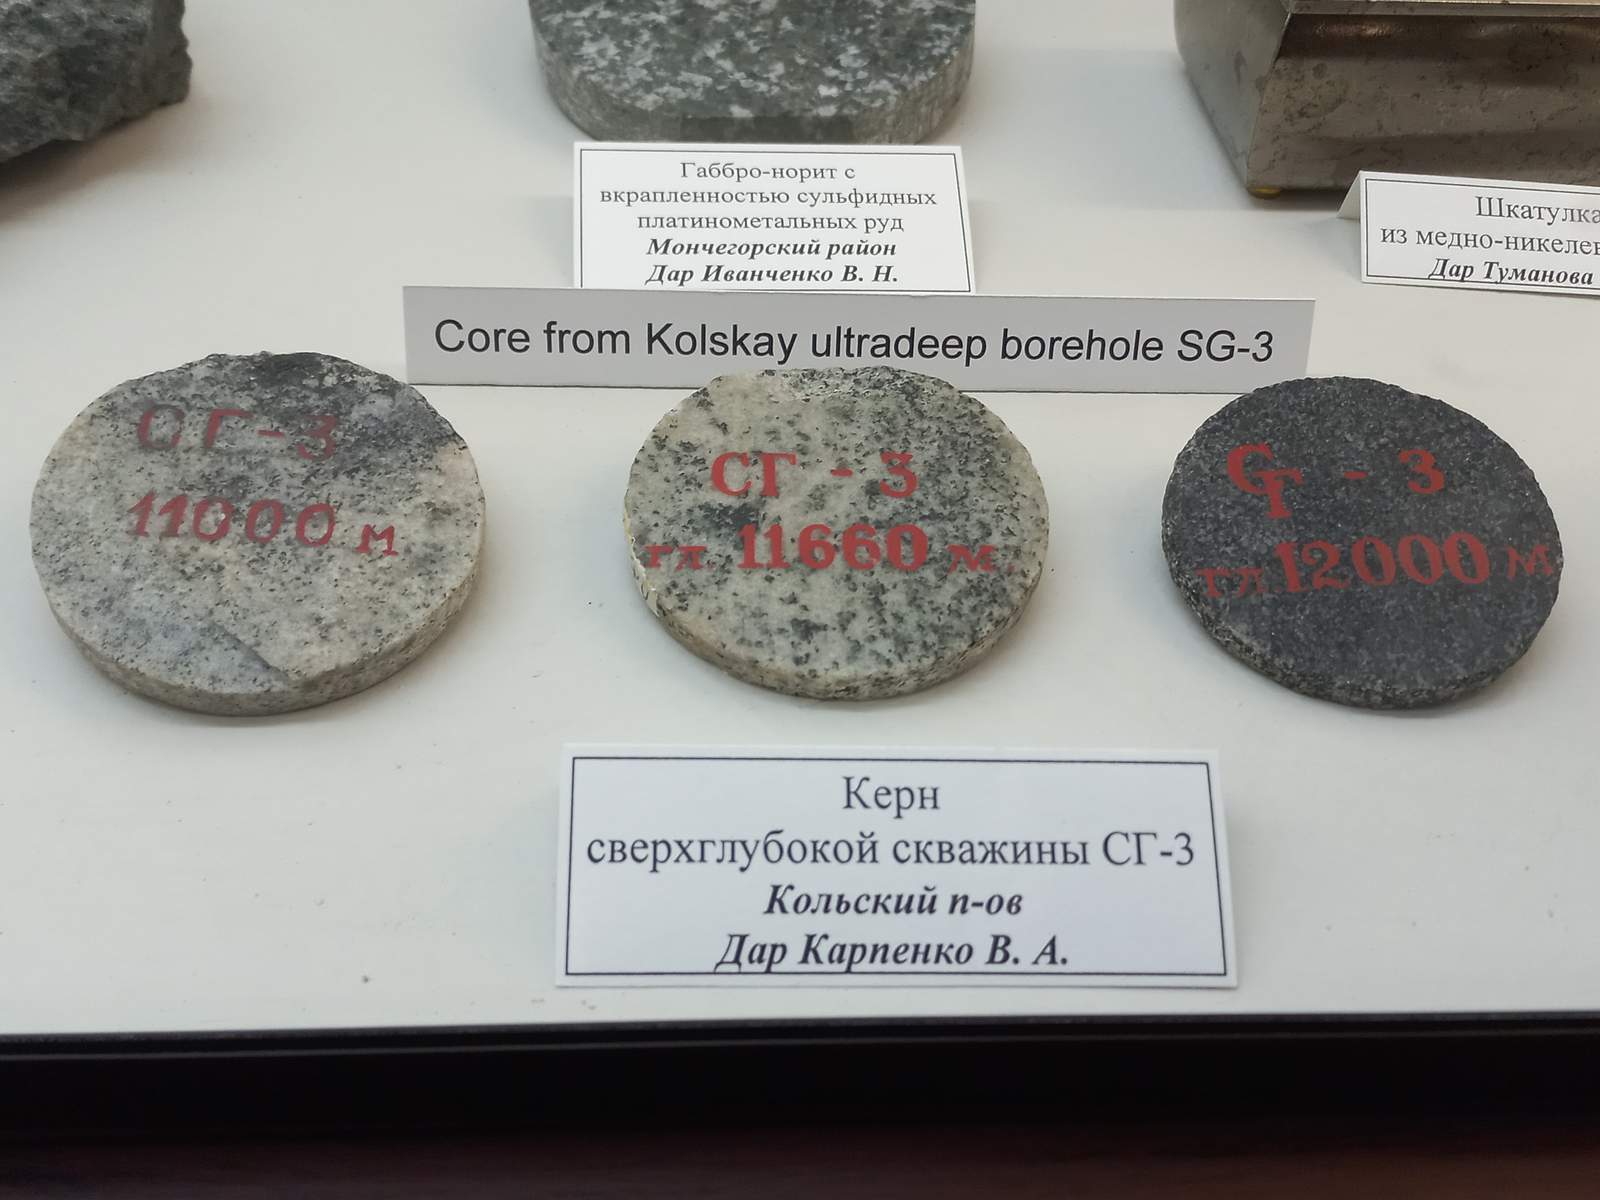 Габбро-норит с
вкрапленностью сульфидных
платинометальных руд
Мончегорский район
Дар Иванченко В. Н.
Шкатулка
из медно-никелев
Дар Туманова
Core from Kolskay ultradeep borehole SG-3
СГ-3
11000 м
СГ - 3
гл. 11660 м.
СГ - 3
гл. 12000 м
Керн
сверхглубокой скважины СГ-3
Кольский п-ов
Дар Карпенко В. А.